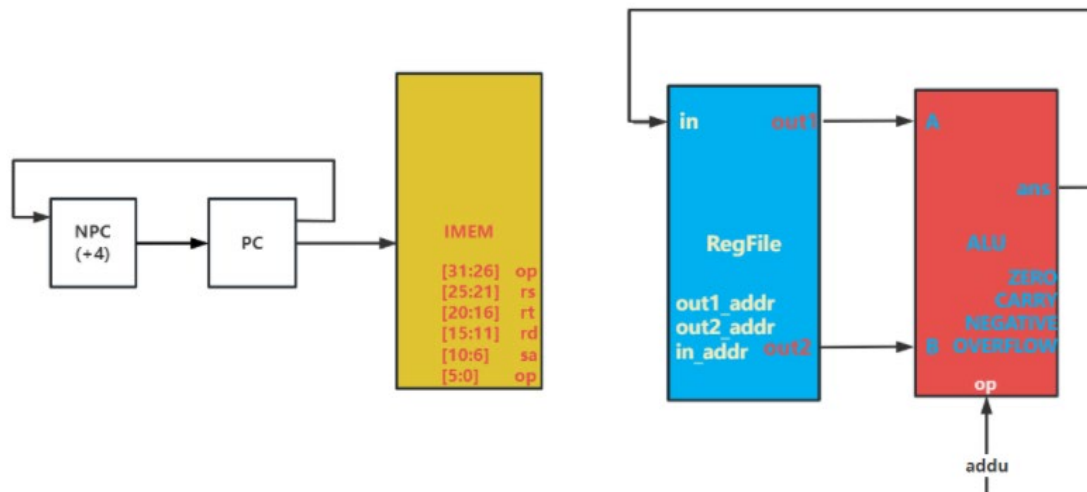 NPC
(+4)
PC
IMEM
[31:26] op
[25:21] rs
[20:16] rt
[15:11] rd
[10:6] sa
[5:0] op
in
out1
RegFile
out1_addr
out2_addr
in_addr
out2
A
ans
ALU
ZERO
CARRY
NEGATIVE
B
OVERFLOW
op
addu